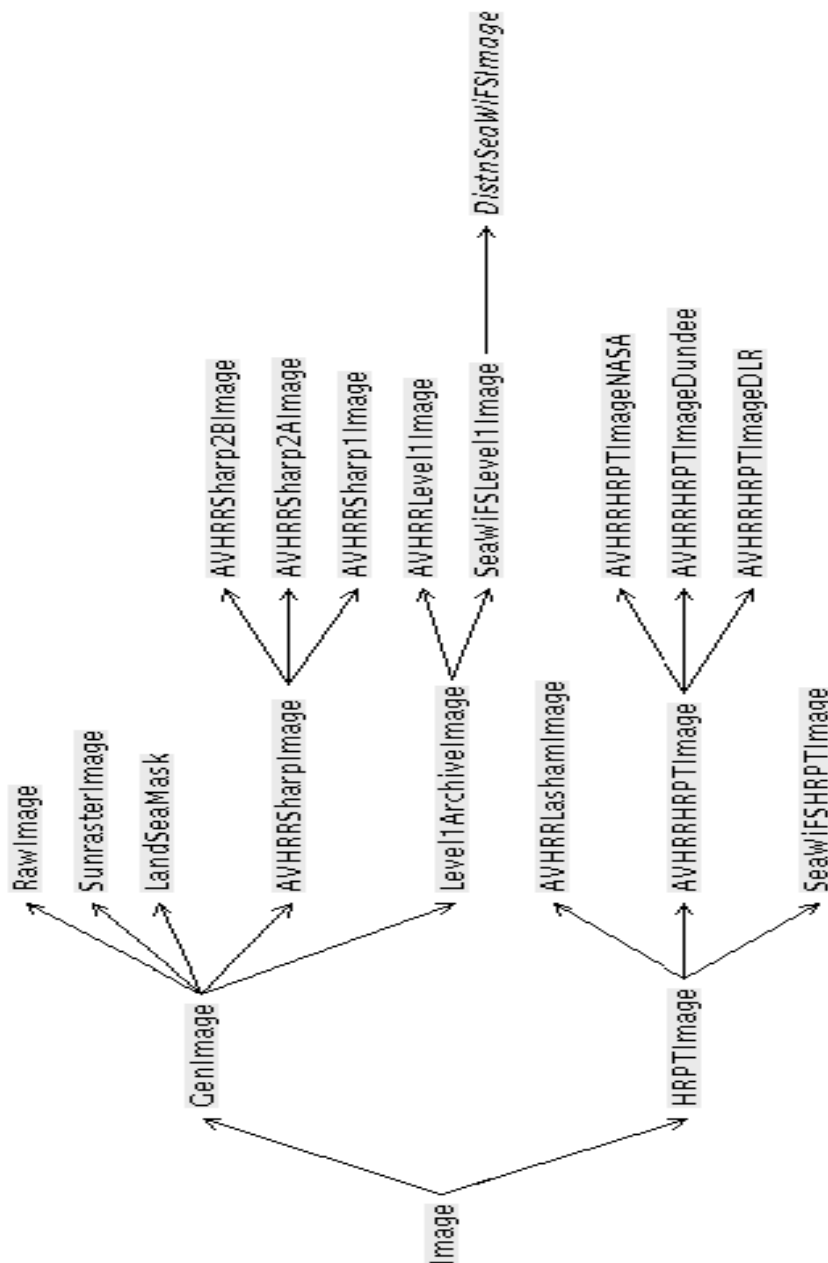 Image
GenImage
HRPTImage
RawImage
SunrasterImage
LandSeaMask
AVHRRSharpImage
Level1ArchiveImage
AVHRRLashamImage
AVHRRHRPTImage
SeaWiFSHRPTImage
AVHRRSharp2BImage
AVHRRSharp2AImage
AVHRRSharp1Image
AVHRRLevel1Image
SeaWiFSLevel1Image
AVHRRHRPTImageNASA
AVHRRHRPTImageDundee
AVHRRHRPTImageDLR
DistnSeaWiFSImage